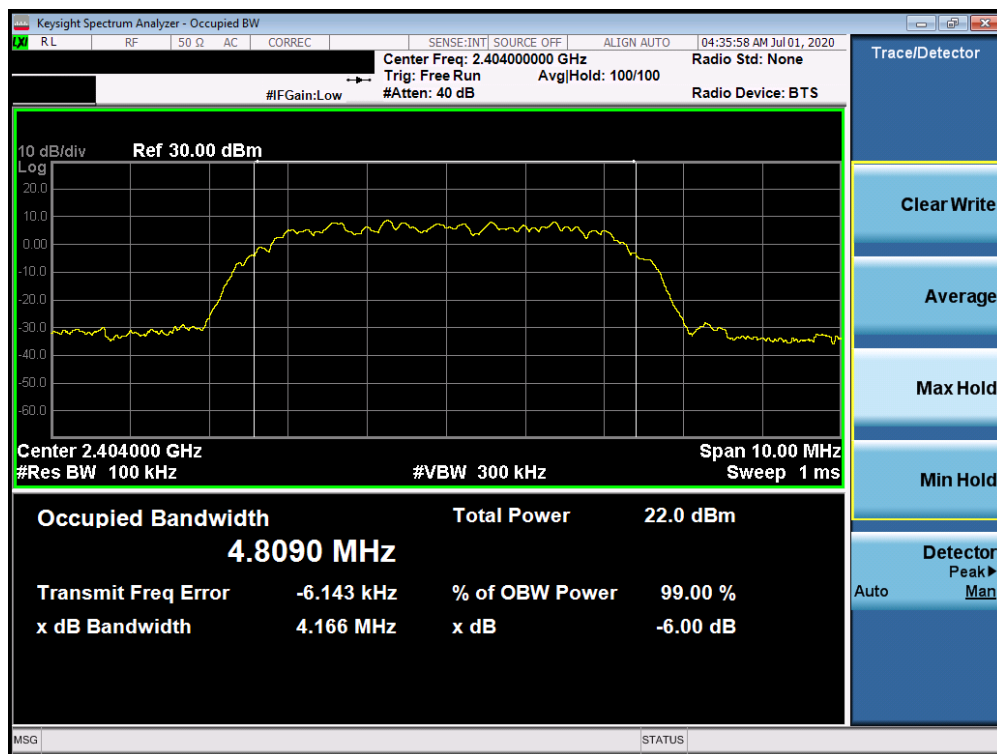 Keysight Spectrum Analyzer - Occupied BW
LXI RL RF 50 Ω AC CORREC SENSE:INT SOURCE OFF ALIGN AUTO 04:35:58 AM Jul 01, 2020
Center Freq: 2.404000000 GHz Radio Std: None
Trig: Free Run Avg|Hold: 100/100
#IFGain:Low #Atten: 40 dB Radio Device: BTS
Trace/Detector
10 dB/div Ref 30.00 dBm
Log
20.0
10.0
0.00
-10.0
-20.0
-30.0
-40.0
-50.0
-60.0
Center 2.404000 GHz Span 10.00 MHz
#Res BW 100 kHz #VBW 300 kHz Sweep 1 ms
Occupied Bandwidth Total Power 22.0 dBm
4.8090 MHz
Transmit Freq Error -6.143 kHz % of OBW Power 99.00 %
x dB Bandwidth 4.166 MHz x dB -6.00 dB
Clear Write
Average
Max Hold
Min Hold
Detector
Peak▶
Auto Man
MSG STATUS